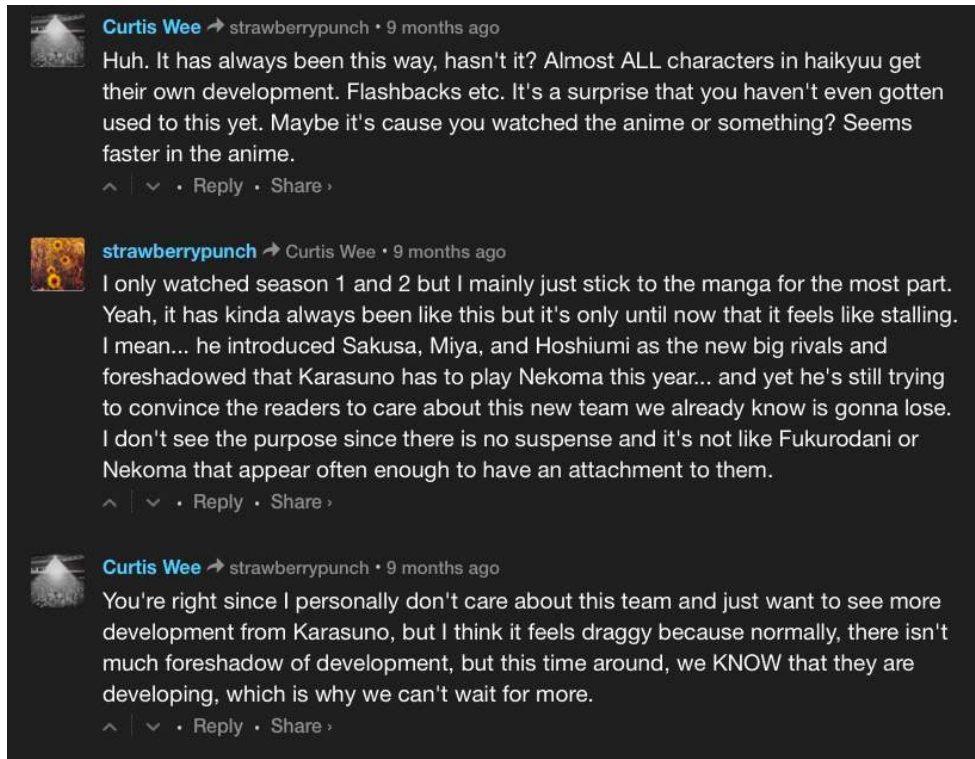 Curtis Wee → strawberrypunch • 9 months ago
Huh. It has always been this way, hasn't it? Almost ALL characters in haikyuu get
their own development. Flashbacks etc. It's a surprise that you haven't even gotten
used to this yet. Maybe it's cause you watched the anime or something? Seems
faster in the anime.
• Reply • Share ›
strawberrypunch → Curtis Wee • 9 months ago
I only watched season 1 and 2 but I mainly just stick to the manga for the most part.
Yeah, it has kinda always been like this but it's only until now that it feels like stalling.
I mean... he introduced Sakusa, Miya, and Hoshiumi as the new big rivals and
foreshadowed that Karasuno has to play Nekoma this year... and yet he's still trying
to convince the readers to care about this new team we already know is gonna lose.
I don't see the purpose since there is no suspense and it's not like Fukurodani or
Nekoma that appear often enough to have an attachment to them.
• Reply • Share ›
Curtis Wee → strawberrypunch • 9 months ago
You're right since I personally don't care about this team and just want to see more
development from Karasuno, but I think it feels draggy because normally, there isn't
much foreshadow of development, but this time around, we KNOW that they are
developing, which is why we can't wait for more.
• Reply • Share ›